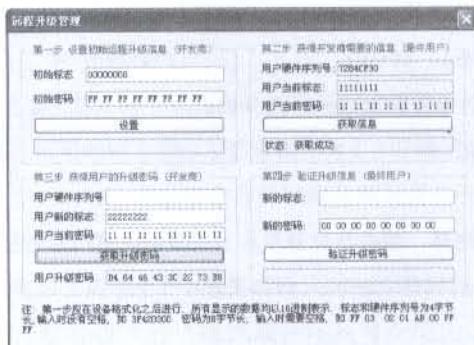 远程升级管理
第一步 设置初始远程升级信息 (开发商)
初始标志 00000000
初始密码 FF FF FF FF FF FF FF FF
设置
第二步 获得开发商需要的信息 (最终用户)
用户硬件序列号: 7284CF30
用户当前标志: 11111111
用户当前密码: 11 11 11 11 11 11 11 11
获取信息
状态: 获取成功
第三步 获得用户的升级密码 (开发商)
用户硬件序列号
用户新的标志 22222222
用户当前密码 11 11 11 11 11 11 11 11
获取升级密码
用户升级密码 B4 64 46 43 3C 2C 73 B8
第四步 验证升级信息 (最终用户)
新的标志:
新的密码: 00 00 00 00 00 00 00 00
验证升级密码
注: 第一步应在设备格式化之后进行, 所有显示的数据均以16进制表示. 标志和硬件序列号为4字节
长, 输入时没有空格, 如 3F420300. 密码为8字节长, 输入时需要空格, 如 FF 03 02 01 AB 00 FF
FF.